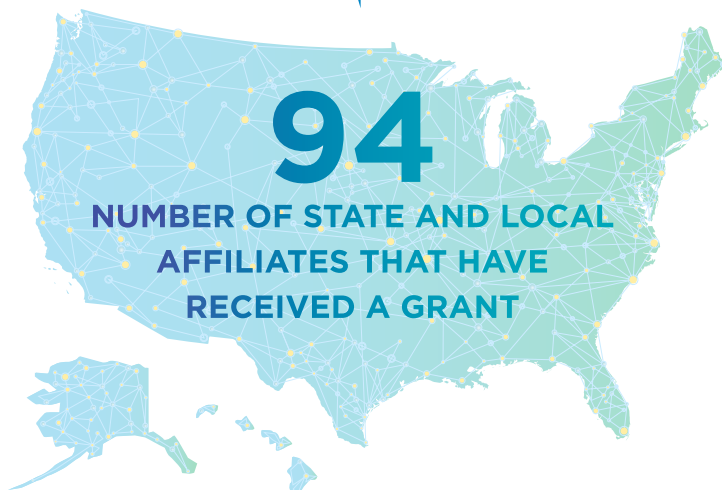 94
NUMBER OF STATE AND LOCAL
AFFILIATES THAT HAVE
RECEIVED A GRANT